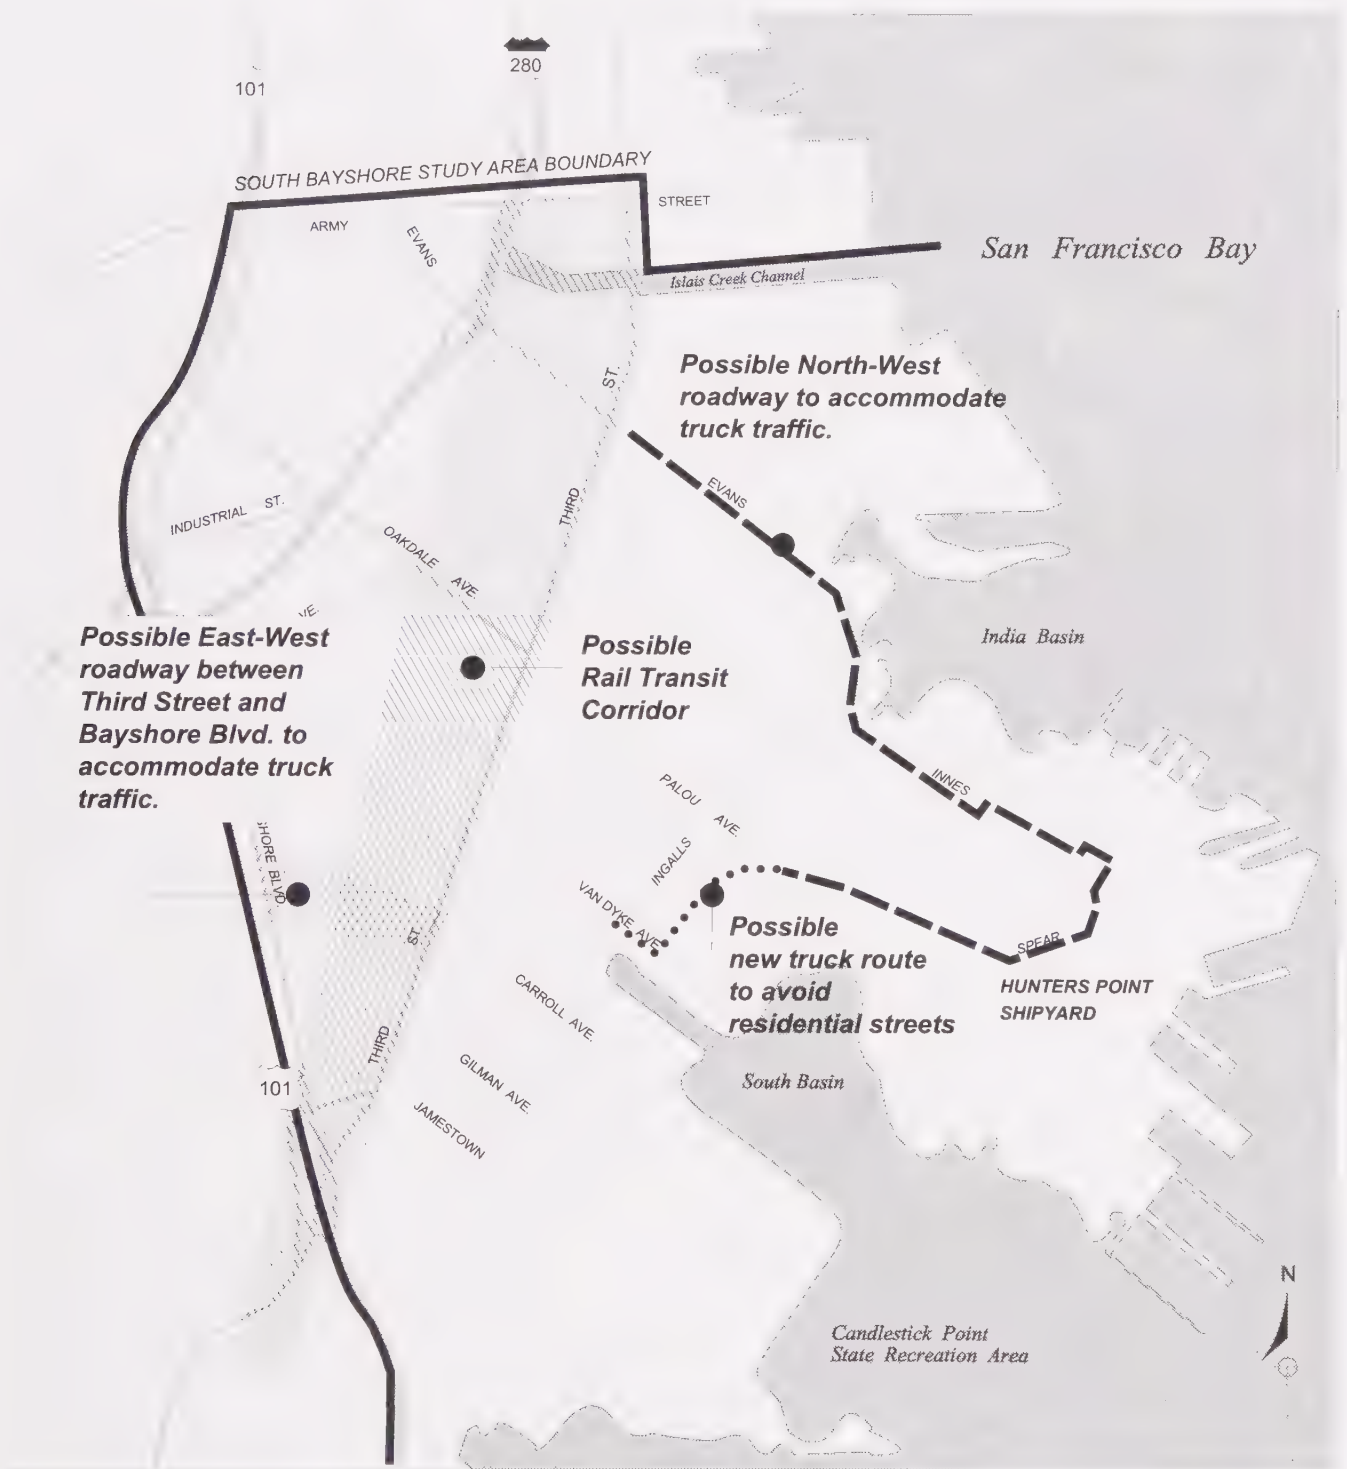 280
101
SOUTH BAYSHORE STUDY AREA BOUNDARY
STREET
ARMY
EVANS
San Francisco Bay
Islais Creek Channel
Possible North-West
roadway to accommodate
truck traffic.
ST.
EVANS
THIRD
INDUSTRIAL ST.
OAKDALE AVE.
VE.
Possible East-West
roadway between
Third Street and
Bayshore Blvd. to
accommodate truck
traffic.
Possible
Rail Transit
Corridor
India Basin
PALOU AVE.
INNES
INGALLS
SHORE BLVD.
VAN DYKE AVE.
ST.
Possible
new truck route
to avoid
residential streets
SPEAR
HUNTERS POINT
SHIPYARD
CARROLL AVE.
THIRD
GILMAN AVE.
JAMESTOWN
101
South Basin
N
Candlestick Point
State Recreation Area